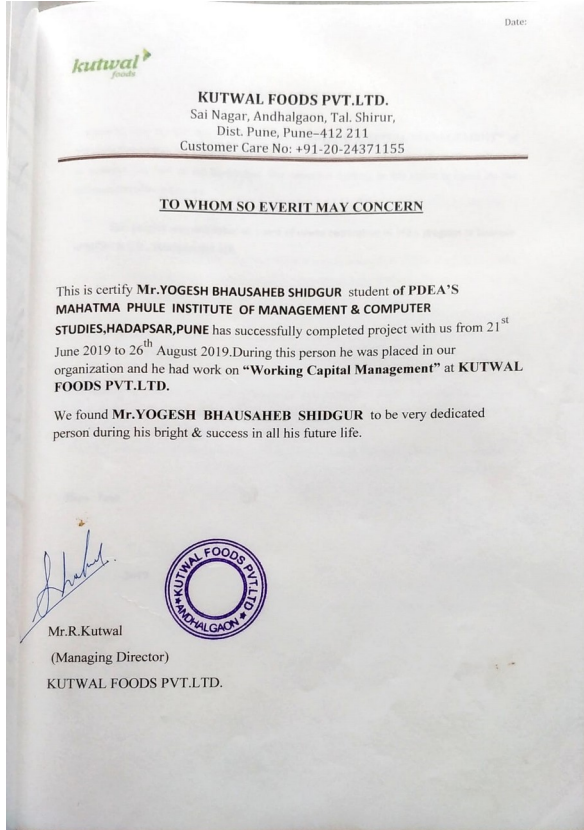 Date:
kutwal
foods
KUTWAL FOODS PVT.LTD.
Sai Nagar, Andhalgaon, Tal. Shirur,
Dist. Pune, Pune–412 211
Customer Care No: +91-20-24371155
TO WHOM SO EVERIT MAY CONCERN
This is certify Mr.YOGESH BHAUSAHEB SHIDGUR student of PDEA'S
MAHATMA PHULE INSTITUTE OF MANAGEMENT & COMPUTER
STUDIES,HADAPSAR,PUNE has successfully completed project with us from 21st
June 2019 to 26th August 2019.During this person he was placed in our
organization and he had work on “Working Capital Management” at KUTWAL
FOODS PVT.LTD.
We found Mr.YOGESH BHAUSAHEB SHIDGUR to be very dedicated
person during his bright & success in all his future life.
KUTWAL FOODS PVT.LTD
★ ANDHALGAON ★
Mr.R.Kutwal
(Managing Director)
KUTWAL FOODS PVT.LTD.